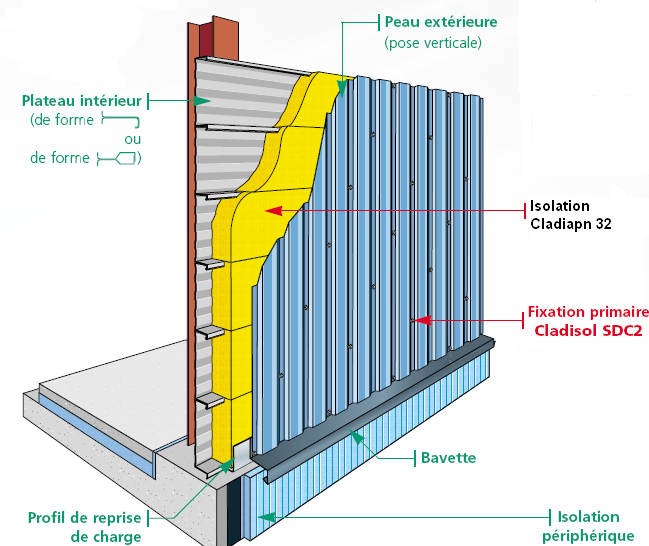 Peau extérieure
(pose verticale)
Plateau intérieur
(de forme
ou
de forme )
Isolation
Cladiapn 32
Fixation primaire
Cladisol SDC2
Bavette
Profil de reprise
de charge
Isolation
périphérique